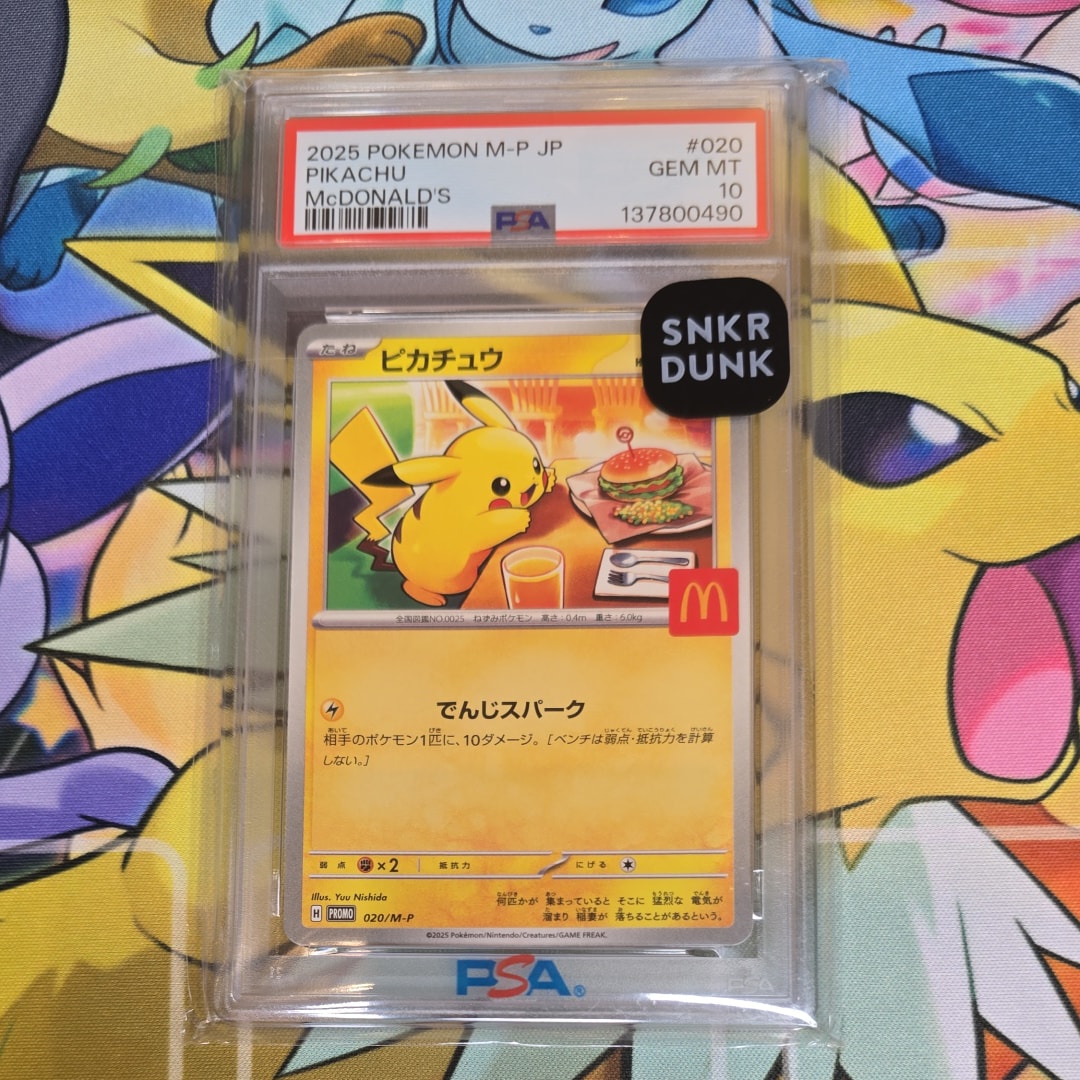 2025 POKEMON M-P JP #020
PIKACHU GEM MT
McDONALD'S 10
PSA 137800490
SNKR
DUNK
たね ピカチュウ
全国図鑑NO.0025 ねずみポケモン 高さ:0.4m 重さ:6.0kg
でんじスパーク
相手のポケモン1匹に、10ダメージ。[ベンチは弱点・抵抗力を計算
しない。]
弱点 ×2 抵抗力 にげる
Illus. Yuu Nishida
何匹かが 集まっていると そこに 猛烈な 電気が
溜まり 稲妻が 落ちることがあるという。
H PROMO 020/M-P
©2025 Pokémon/Nintendo/Creatures/GAME FREAK.
PSA®